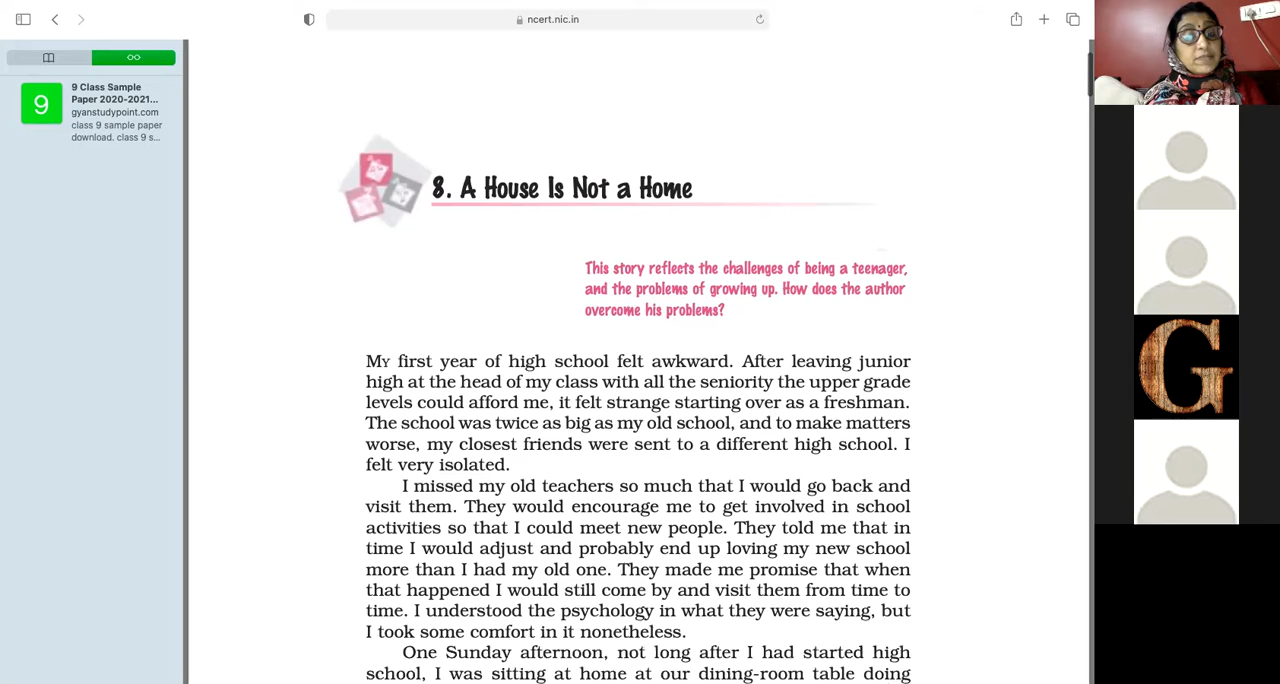 ncert.nic.in
9
9 Class Sample
Paper 2020-2021...
gyanstudypoint.com
class 9 sample paper
download. class 9 s...
8. A House Is Not a Home
This story reflects the challenges of being a teenager,
and the problems of growing up. How does the author
overcome his problems?
MY first year of high school felt awkward. After leaving junior
high at the head of my class with all the seniority the upper grade
levels could afford me, it felt strange starting over as a freshman.
The school was twice as big as my old school, and to make matters
worse, my closest friends were sent to a different high school. I
felt very isolated.
I missed my old teachers so much that I would go back and
visit them. They would encourage me to get involved in school
activities so that I could meet new people. They told me that in
time I would adjust and probably end up loving my new school
more than I had my old one. They made me promise that when
that happened I would still come by and visit them from time to
time. I understood the psychology in what they were saying, but
I took some comfort in it nonetheless.
One Sunday afternoon, not long after I had started high
school, I was sitting at home at our dining-room table doing
G